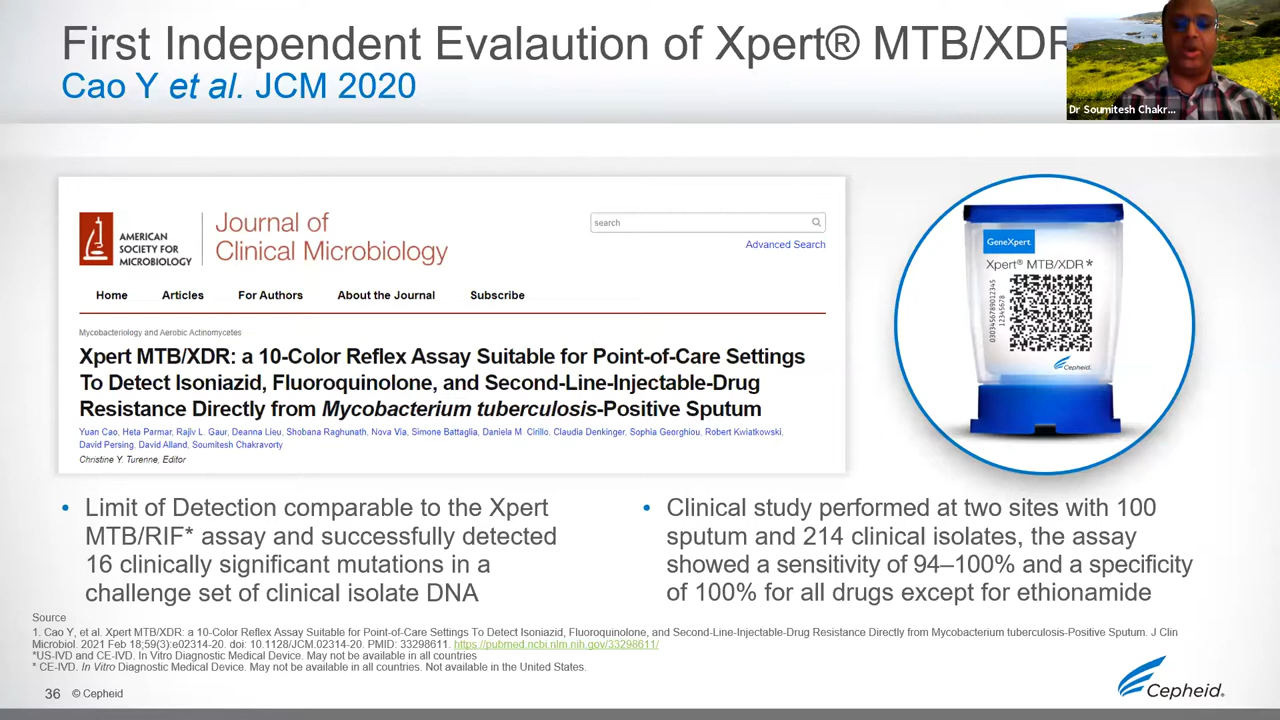 First Independent Evalaution of Xpert® MTB/XDR
Cao Y et al. JCM 2020
Dr Soumitesh Chakr...
AMERICAN
SOCIETY FOR
MICROBIOLOGY
Journal of
Clinical Microbiology
search
Advanced Search
Home Articles For Authors About the Journal Subscribe
Mycobacteriology and Aerobic Actinomycetes
Xpert MTB/XDR: a 10-Color Reflex Assay Suitable for Point-of-Care Settings
To Detect Isoniazid, Fluoroquinolone, and Second-Line-Injectable-Drug
Resistance Directly from Mycobacterium tuberculosis-Positive Sputum
Yuan Cao, Heta Parmar, Rajiv L. Gaur, Deanna Lieu, Shobana Raghunath, Nova Via, Simone Battaglia, Daniela M. Cirillo, Claudia Denkinger, Sophia Georghiou, Robert Kwiatkowski,
David Persing, David Alland, Soumitesh Chakravorty
Christine Y. Turenne, Editor
GeneXpert
Xpert® MTB/XDR *
0303456789012345
12345678
Cepheid.
• Limit of Detection comparable to the Xpert
MTB/RIF* assay and successfully detected
16 clinically significant mutations in a
challenge set of clinical isolate DNA
• Clinical study performed at two sites with 100
sputum and 214 clinical isolates, the assay
showed a sensitivity of 94–100% and a specificity
of 100% for all drugs except for ethionamide
Source
1. Cao Y, et al. Xpert MTB/XDR: a 10-Color Reflex Assay Suitable for Point-of-Care Settings To Detect Isoniazid, Fluoroquinolone, and Second-Line-Injectable-Drug Resistance Directly from Mycobacterium tuberculosis-Positive Sputum. J Clin
Microbiol. 2021 Feb 18;59(3):e02314-20. doi: 10.1128/JCM.02314-20. PMID: 33298611. https://pubmed.ncbi.nlm.nih.gov/33298611/
*US-IVD and CE-IVD. In Vitro Diagnostic Medical Device. May not be available in all countries
* CE-IVD. In Vitro Diagnostic Medical Device. May not be available in all countries. Not available in the United States.
36 © Cepheid
Cepheid.